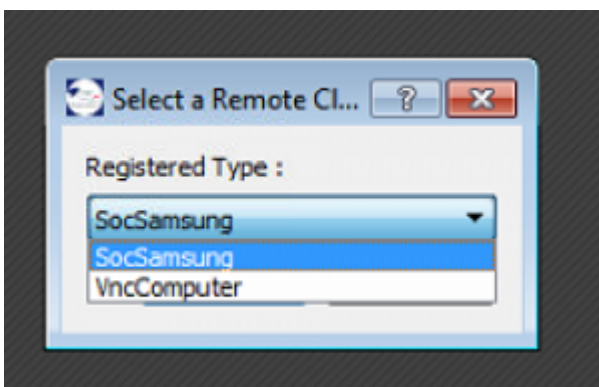 Select a Remote Cl...
Registered Type :
SocSamsung
SocSamsung
VncComputer